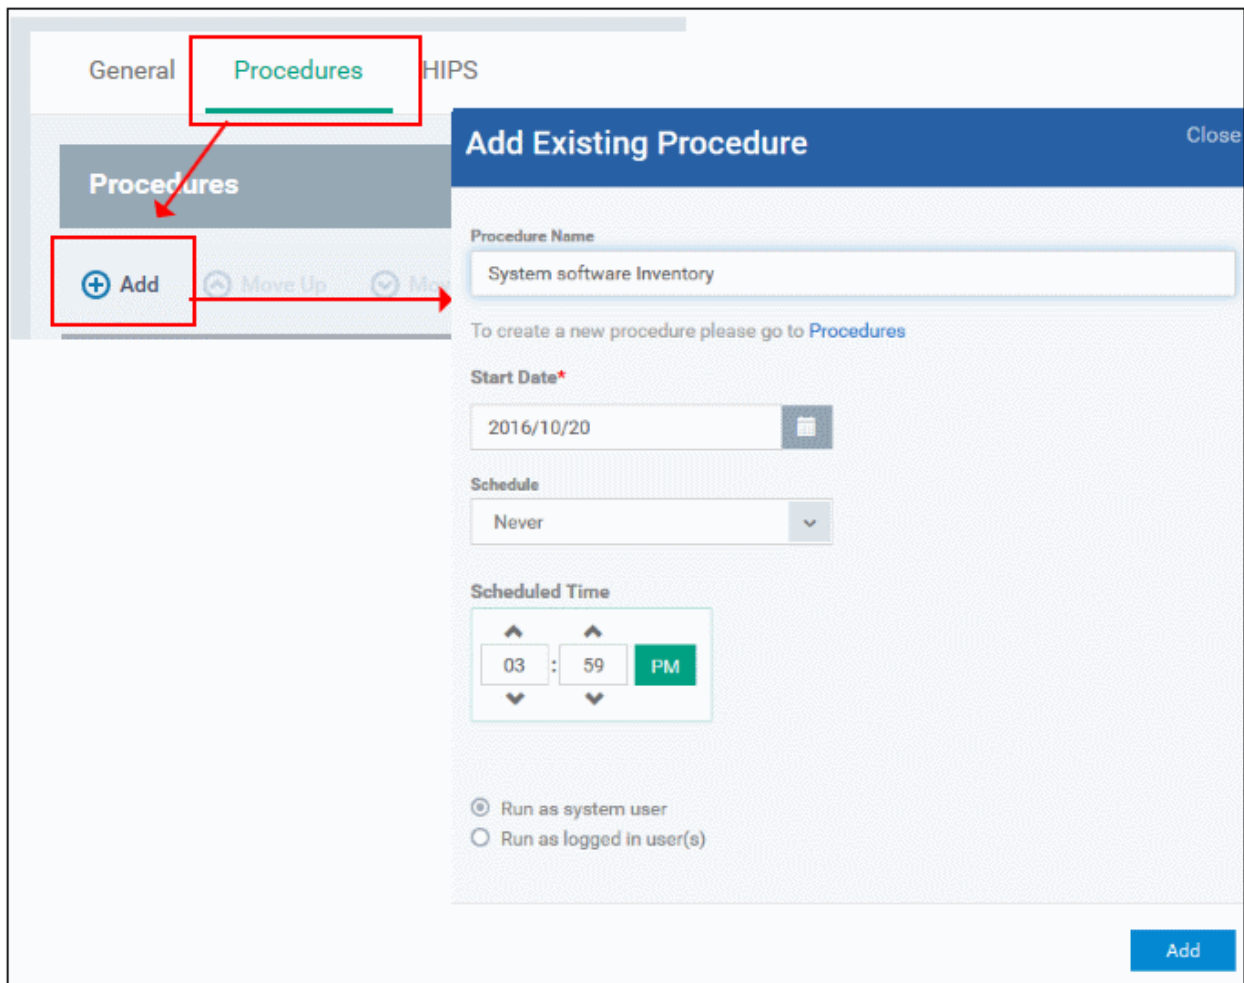 General Procedures HIPS
Add Existing Procedure Close
Procedures
Procedure Name
System software Inventory
Add Move Up
To create a new procedure please go to Procedures
Start Date*
2016/10/20
Schedule
Never
Scheduled Time
03 : 59 PM
Run as system user
Run as logged in user(s)
Add